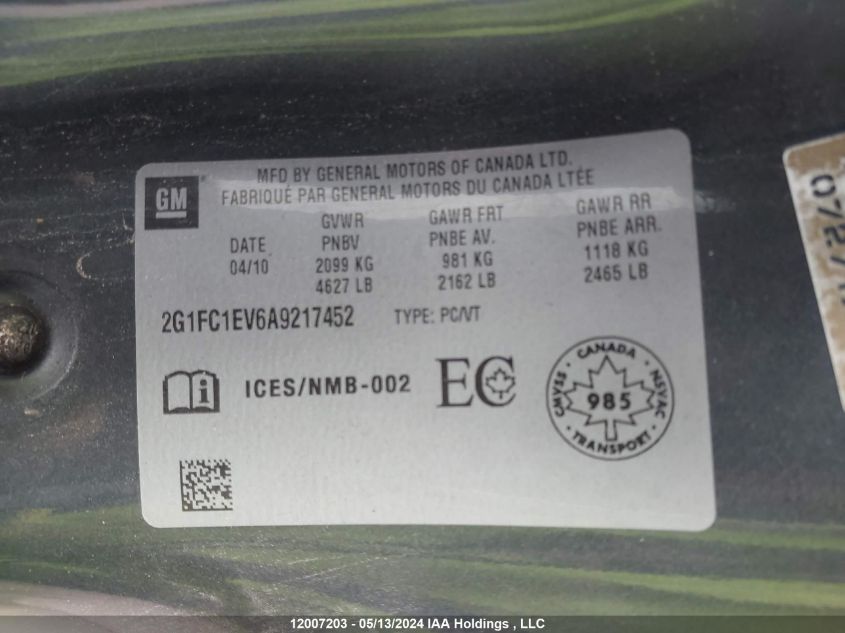 GM
MFD BY GENERAL MOTORS OF CANADA LTD.
FABRIQUÉ PAR GENERAL MOTORS DU CANADA LTÉE
GVWR GAWR FRT GAWR RR
DATE PNBV PNBE AV. PNBE ARR.
04/10 2099 KG 981 KG 1118 KG
4627 LB 2162 LB 2465 LB
2G1FC1EV6A9217452 TYPE: PC/VT
i ICES/NMB-002 EC
CANADA
CMVSS 985 NSVAC
TRANSPORT
12007203 - 05/13/2024 IAA Holdings , LLC